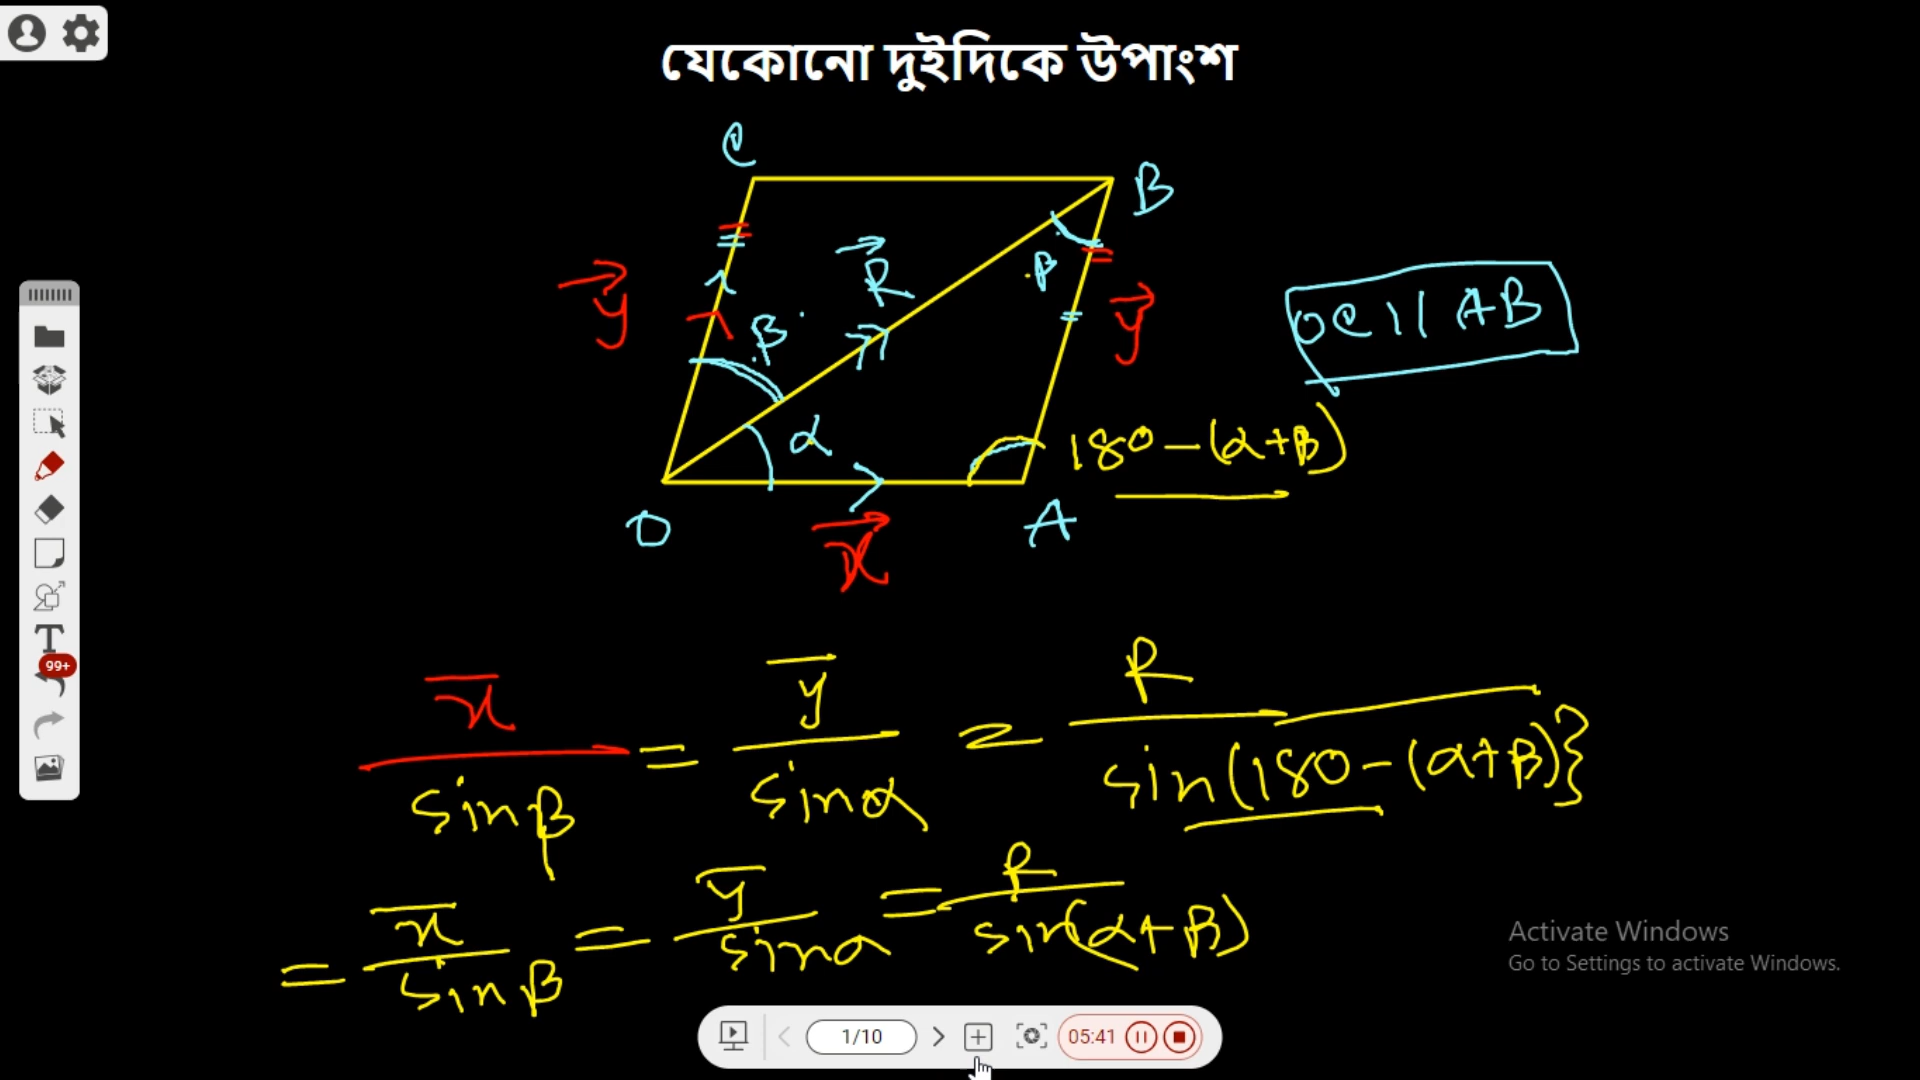 যেকোনো দুইদিকে উপাংশ
C
B
R
β
β
y
y
OC || AB
α
180 - (α+β)
O
A
x
x/sinβ = y/sinα = R/sin(180-(α+β)}
= x/sinβ = y/sinα = R/sin(α+β)
99+
Activate Windows
Go to Settings to activate Windows.
1/10
05:41